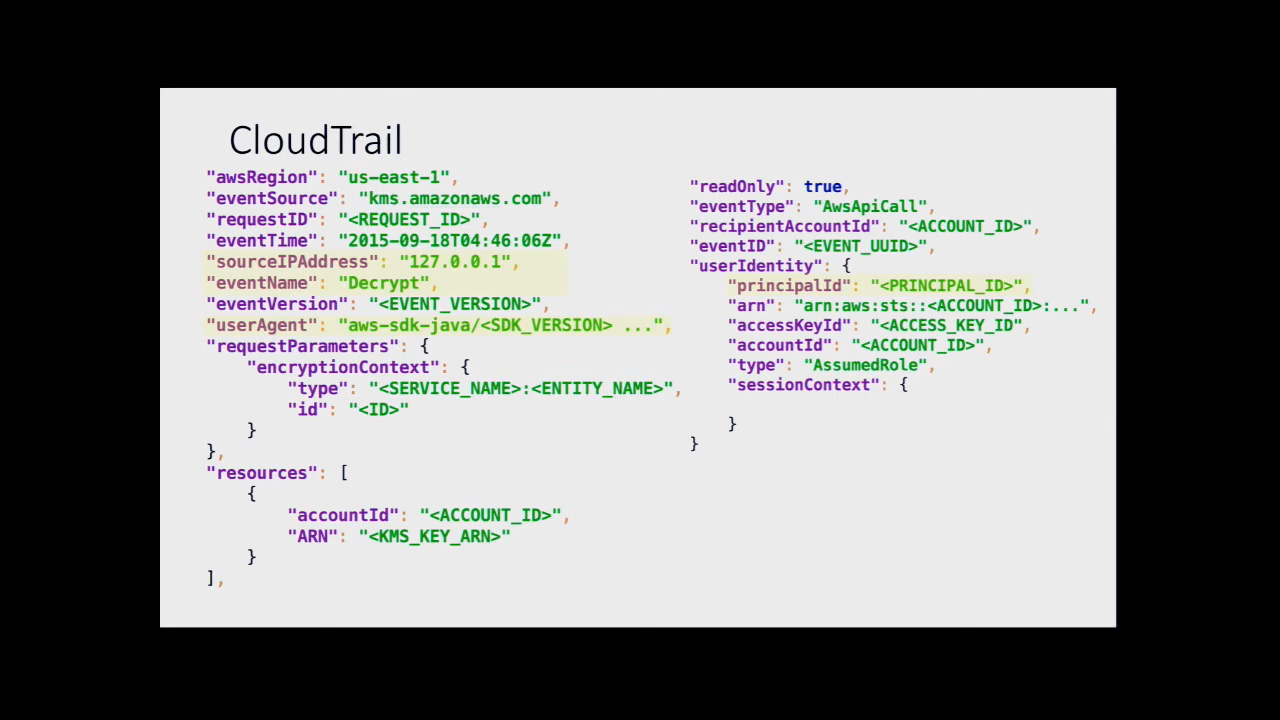 CloudTrail
"awsRegion": "us-east-1",
"eventSource": "kms.amazonaws.com",
"requestID": "<REQUEST_ID>",
"eventTime": "2015-09-18T04:46:06Z",
"sourceIPAddress": "127.0.0.1",
"eventName": "Decrypt",
"eventVersion": "<EVENT_VERSION>",
"userAgent": "aws-sdk-java/<SDK_VERSION> ...",
"requestParameters": {
"encryptionContext": {
"type": "<SERVICE_NAME>:<ENTITY_NAME>",
"id": "<ID>"
}
},
"resources": [
{
"accountId": "<ACCOUNT_ID>",
"ARN": "<KMS_KEY_ARN>"
}
],
"readOnly": true,
"eventType": "AwsApiCall",
"recipientAccountId": "<ACCOUNT_ID>",
"eventID": "<EVENT_UUID>",
"userIdentity": {
"principalId": "<PRINCIPAL_ID>",
"arn": "arn:aws:sts::<ACCOUNT_ID>:...",
"accessKeyId": "<ACCESS_KEY_ID",
"accountId": "<ACCOUNT_ID>",
"type": "AssumedRole",
"sessionContext": {
}
}